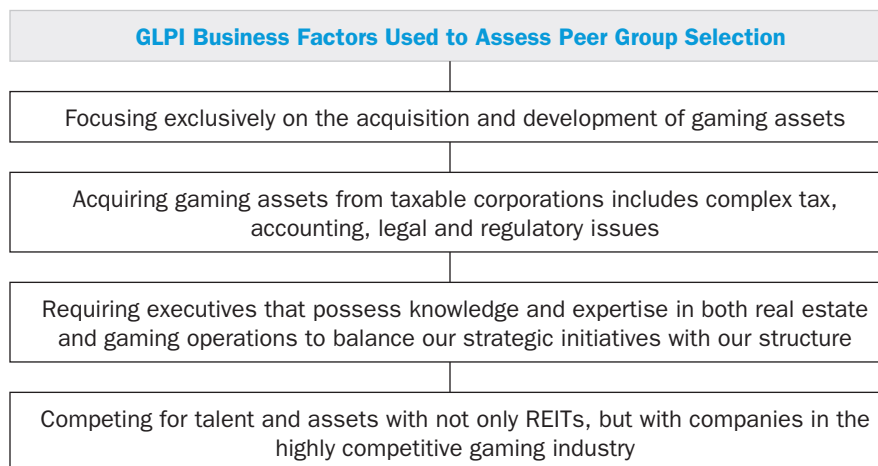 GLPI Business Factors Used to Assess Peer Group Selection
Focusing exclusively on the acquisition and development of gaming assets
Acquiring gaming assets from taxable corporations includes complex tax,
accounting, legal and regulatory issues
Requiring executives that possess knowledge and expertise in both real estate
and gaming operations to balance our strategic initiatives with our structure
Competing for talent and assets with not only REITs, but with companies in the
highly competitive gaming industry